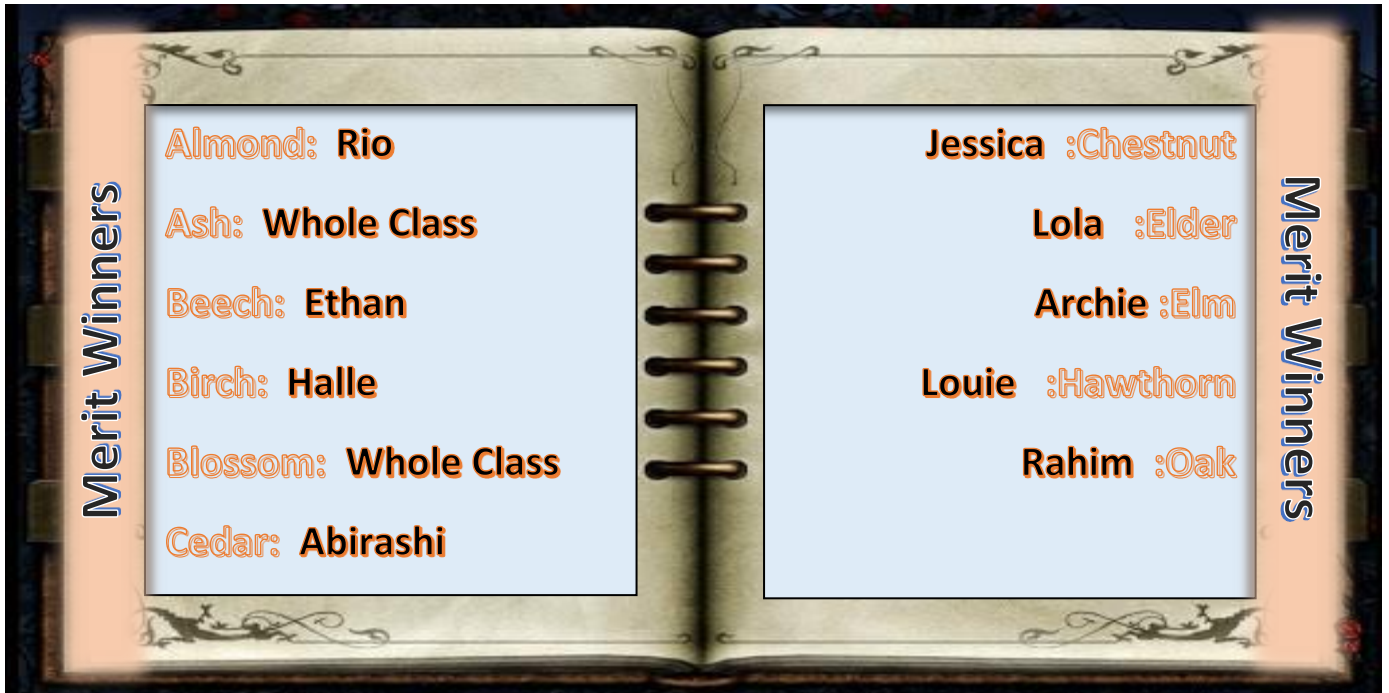 Merit Winners
Almond: Rio
Ash: Whole Class
Beech: Ethan
Birch: Halle
Blossom: Whole Class
Cedar: Abirashi
Jessica :Chestnut
Lola :Elder
Archie :Elm
Louie :Hawthorn
Rahim :Oak
Merit Winners